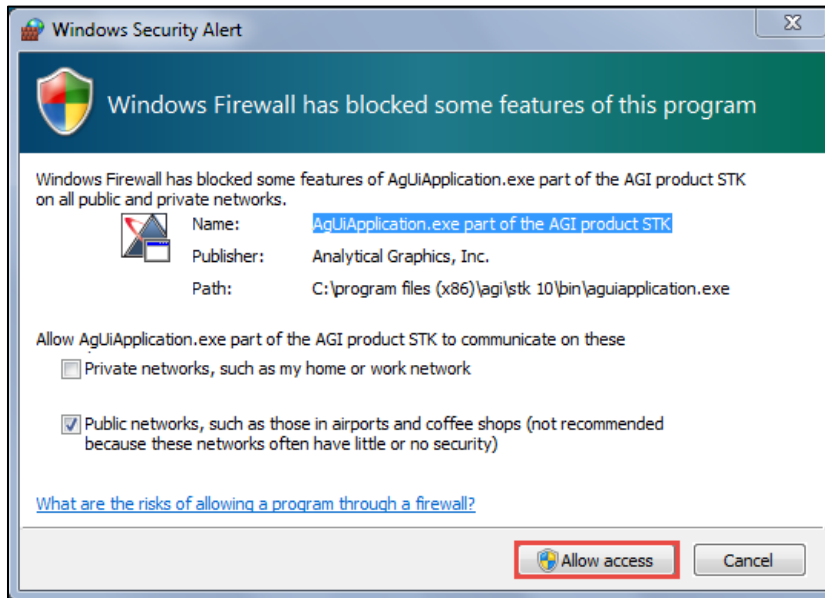 Windows Security Alert
Windows Firewall has blocked some features of this program
Windows Firewall has blocked some features of AgUiApplication.exe part of the AGI product STK
on all public and private networks.
Name: AgUiApplication.exe part of the AGI product STK
Publisher: Analytical Graphics, Inc.
Path: C:\program files (x86)\agi\stk 10\bin\aguiapplication.exe
Allow AgUiApplication.exe part of the AGI product STK to communicate on these
Private networks, such as my home or work network
Public networks, such as those in airports and coffee shops (not recommended
because these networks often have little or no security)
What are the risks of allowing a program through a firewall?
Allow access Cancel